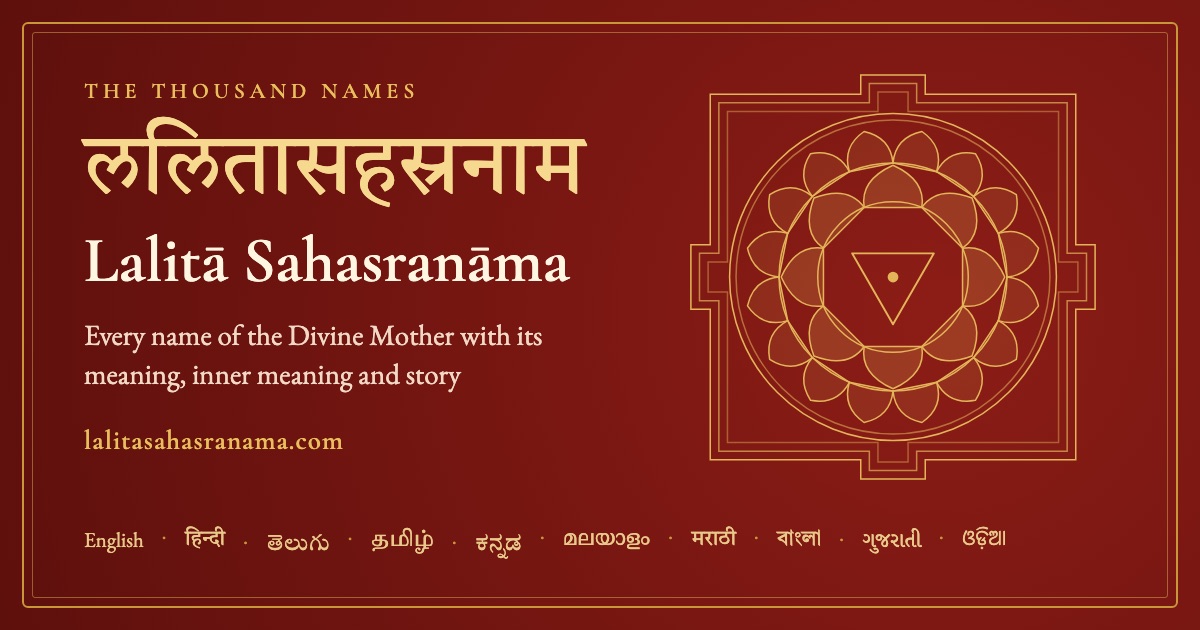 THE THOUSAND NAMES
ललितासहस्रनाम
Lalitā Sahasranāma
Every name of the Divine Mother with its
meaning, inner meaning and story
lalitasahasranama.com
English · हिन्दी · తెలుగు · தமிழ் · ಕನ್ನಡ · മലയാളം · मराठी · বাংলা · ગુજરાતી · ଓଡ଼ିଆ